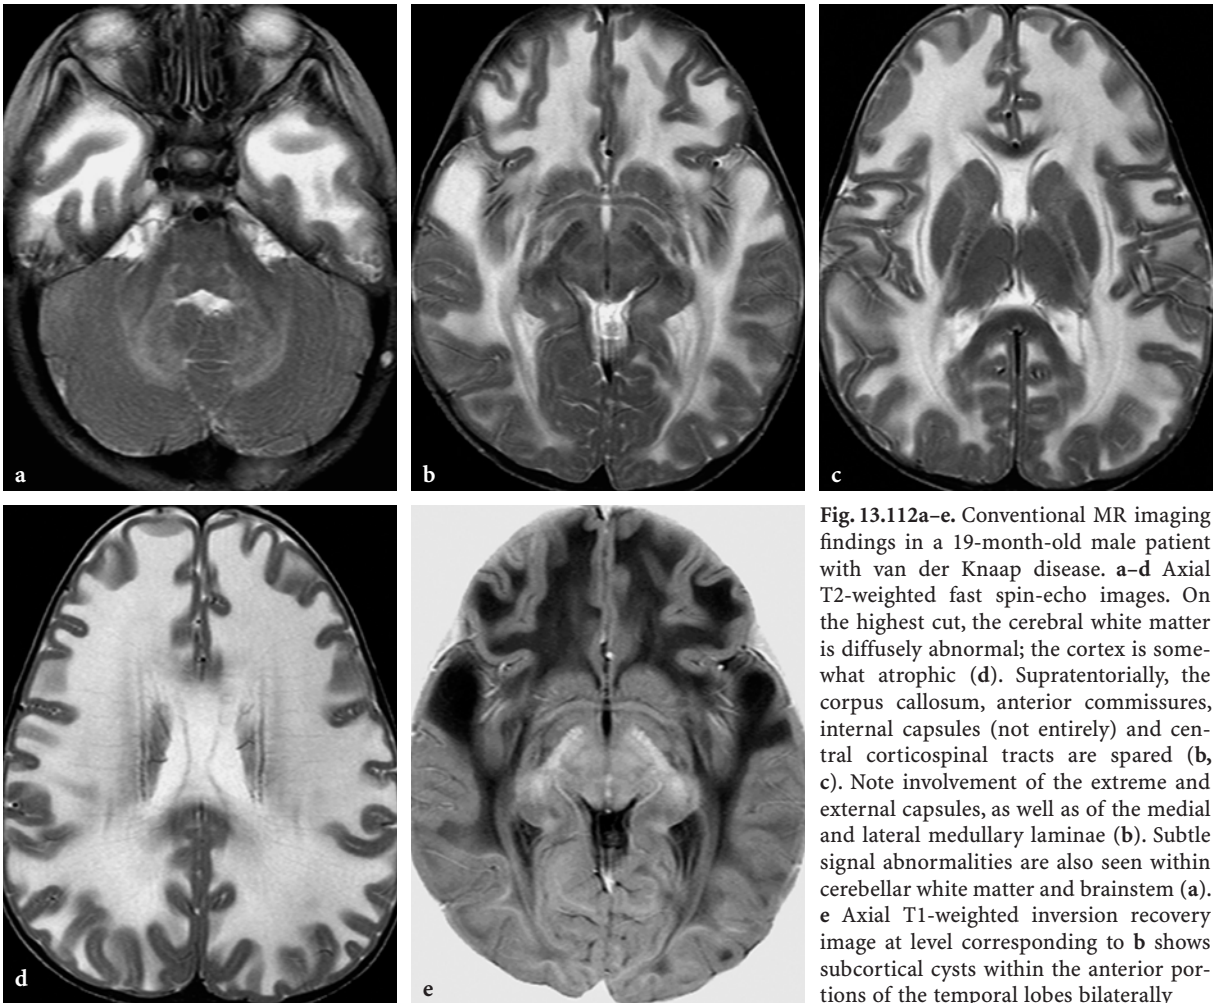 a
b
c
d
e
Fig. 13.112a–e. Conventional MR imaging
findings in a 19-month-old male patient
with van der Knaap disease. a–d Axial
T2-weighted fast spin-echo images. On
the highest cut, the cerebral white matter
is diffusely abnormal; the cortex is some-
what atrophic (d). Supratentorially, the
corpus callosum, anterior commissures,
internal capsules (not entirely) and cen-
tral corticospinal tracts are spared (b,
c). Note involvement of the extreme and
external capsules, as well as of the medial
and lateral medullary laminae (b). Subtle
signal abnormalities are also seen within
cerebellar white matter and brainstem (a).
e Axial T1-weighted inversion recovery
image at level corresponding to b shows
subcortical cysts within the anterior por-
tions of the temporal lobes bilaterally